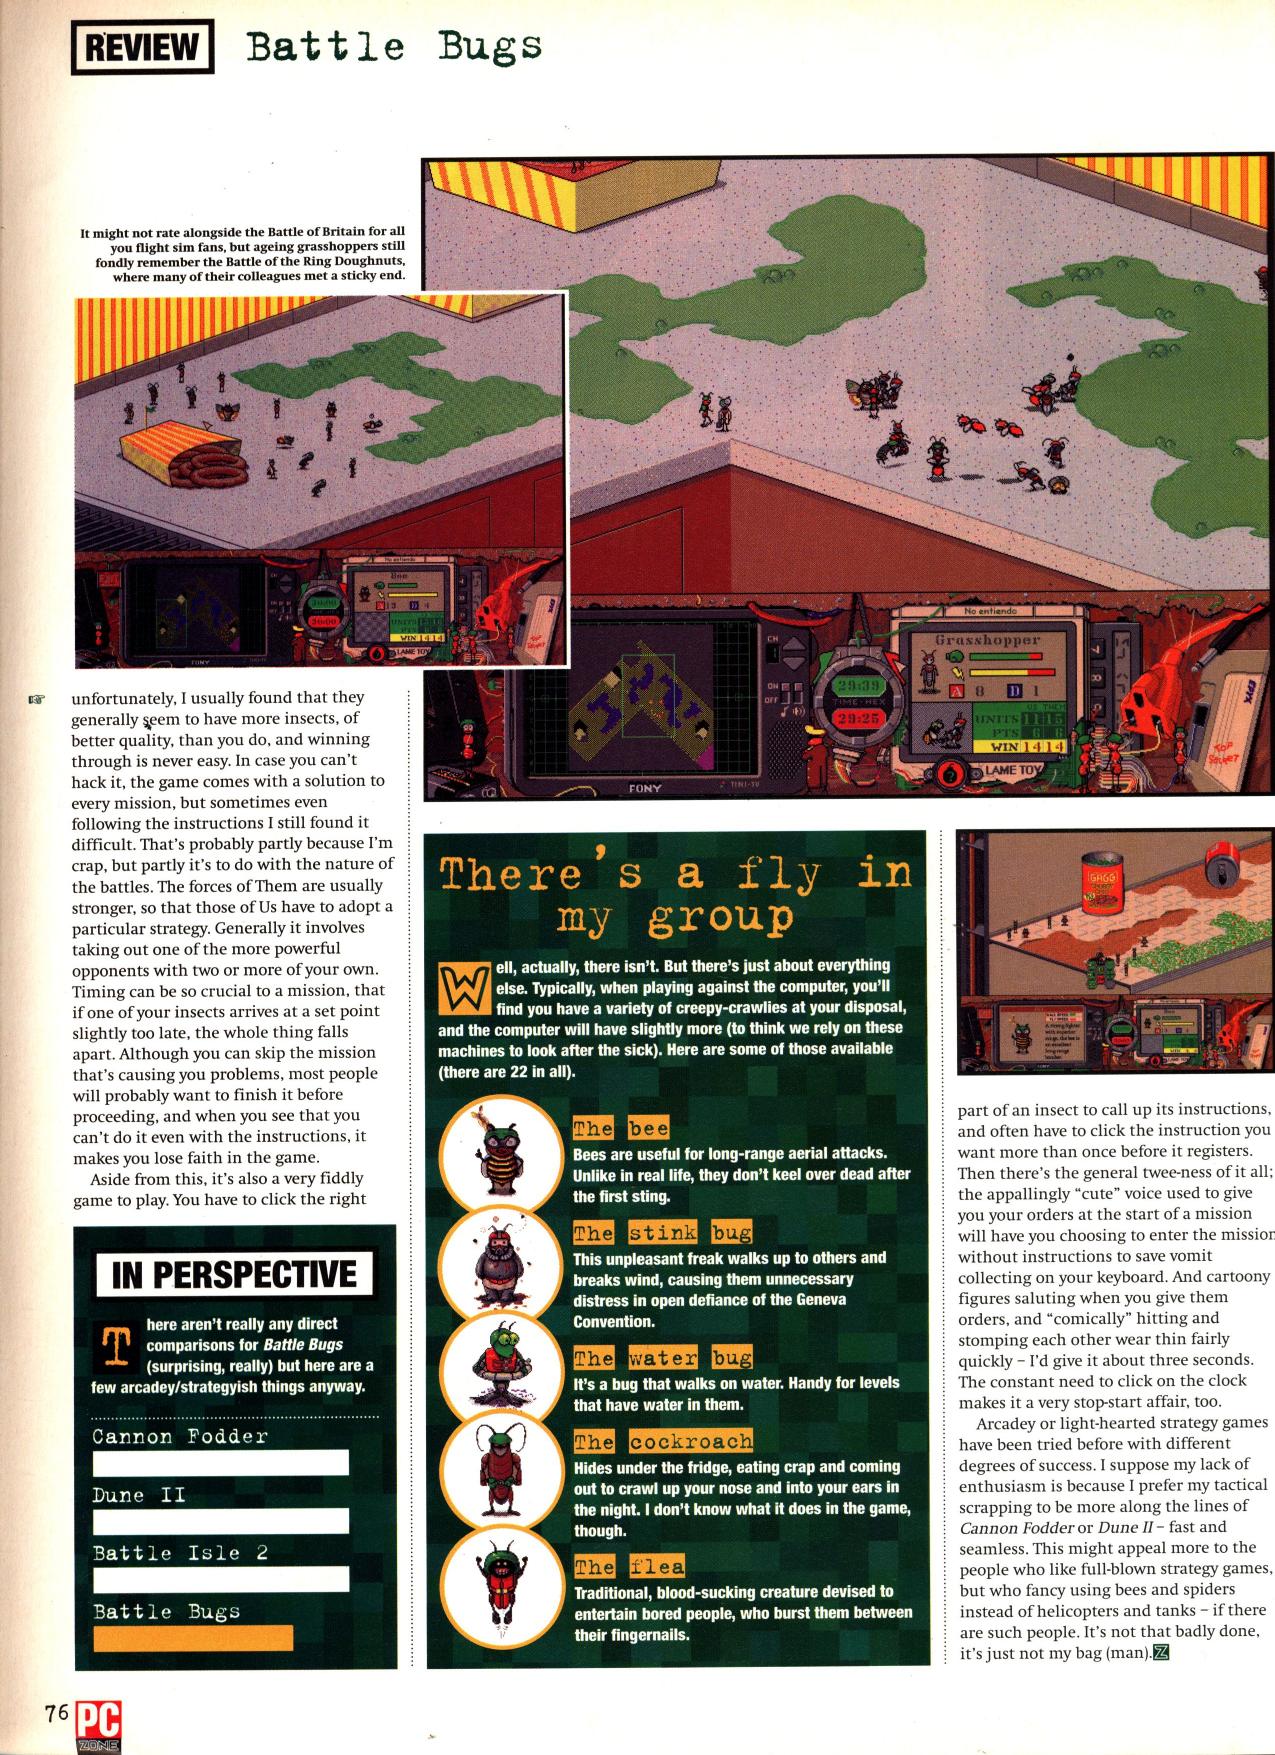 REVIEW Battle Bugs
It might not rate alongside the Battle of Britain for all
you flight sim fans, but ageing grasshoppers still
fondly remember the Battle of the Ring Doughnuts,
where many of their colleagues met a sticky end.
No entiendo
Bee
UNITS
PTS
WIN 14 14
LAME TOY
FONY
No entiendo
Grasshopper
A 8 D 1
US THEM
UNITS 11 15
PTS 6 6
WIN 14 14
LAME TOY
CH
ON
OFF
29:39
TIME-HEX
29:25
FONY
TINI-TV
EPYX
TOP
SECRET
unfortunately, I usually found that they
generally seem to have more insects, of
better quality, than you do, and winning
through is never easy. In case you can't
hack it, the game comes with a solution to
every mission, but sometimes even
following the instructions I still found it
difficult. That's probably partly because I'm
crap, but partly it's to do with the nature of
the battles. The forces of Them are usually
stronger, so that those of Us have to adopt a
particular strategy. Generally it involves
taking out one of the more powerful
opponents with two or more of your own.
Timing can be so crucial to a mission, that
if one of your insects arrives at a set point
slightly too late, the whole thing falls
apart. Although you can skip the mission
that's causing you problems, most people
will probably want to finish it before
proceeding, and when you see that you
can't do it even with the instructions, it
makes you lose faith in the game.
Aside from this, it's also a very fiddly
game to play. You have to click the right
IN PERSPECTIVE
There aren't really any direct
comparisons for Battle Bugs
(surprising, really) but here are a
few arcadey/strategyish things anyway.
Cannon Fodder
Dune II
Battle Isle 2
Battle Bugs
There's a fly in
my group
Well, actually, there isn't. But there's just about everything
else. Typically, when playing against the computer, you'll
find you have a variety of creepy-crawlies at your disposal,
and the computer will have slightly more (to think we rely on these
machines to look after the sick). Here are some of those available
(there are 22 in all).
The bee
Bees are useful for long-range aerial attacks.
Unlike in real life, they don't keel over dead after
the first sting.
The stink bug
This unpleasant freak walks up to others and
breaks wind, causing them unnecessary
distress in open defiance of the Geneva
Convention.
The water bug
It's a bug that walks on water. Handy for levels
that have water in them.
The cockroach
Hides under the fridge, eating crap and coming
out to crawl up your nose and into your ears in
the night. I don't know what it does in the game,
though.
The flea
Traditional, blood-sucking creature devised to
entertain bored people, who burst them between
their fingernails.
GAGG
part of an insect to call up its instructions,
and often have to click the instruction you
want more than once before it registers.
Then there's the general twee-ness of it all;
the appallingly "cute" voice used to give
you your orders at the start of a mission
will have you choosing to enter the mission
without instructions to save vomit
collecting on your keyboard. And cartoony
figures saluting when you give them
orders, and "comically" hitting and
stomping each other wear thin fairly
quickly – I'd give it about three seconds.
The constant need to click on the clock
makes it a very stop-start affair, too.
Arcadey or light-hearted strategy games
have been tried before with different
degrees of success. I suppose my lack of
enthusiasm is because I prefer my tactical
scrapping to be more along the lines of
Cannon Fodder or Dune II – fast and
seamless. This might appeal more to the
people who like full-blown strategy games,
but who fancy using bees and spiders
instead of helicopters and tanks – if there
are such people. It's not that badly done,
it's just not my bag (man). Z
76 PC
ZONE